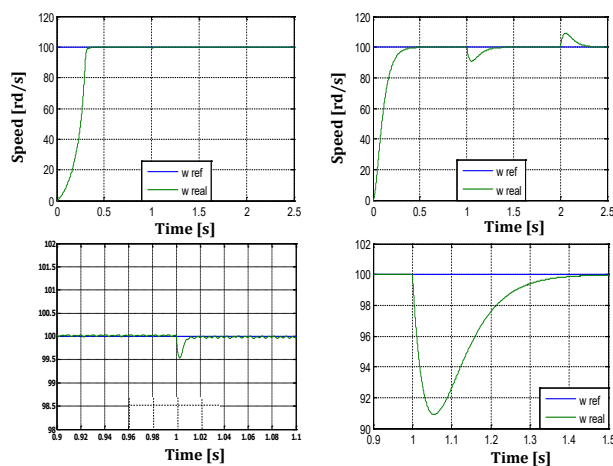 120
100
80
60
40
20
0
0 0.5 1 1.5 2 2.5
Speed [rd/s]
Time [s]
w ref
w real
120
100
80
60
40
20
0
0 0.5 1 1.5 2 2.5
Speed [rd/s]
Time [s]
w ref
w real
102
101.5
101
100.5
100
99.5
99
98.5
98
0.9 0.92 0.94 0.96 0.98 1 1.02 1.04 1.06 1.08 1.1
Time [s]
102
100
98
96
94
92
90
0.9 1 1.1 1.2 1.3 1.4 1.5
Time [s]
w ref
w real